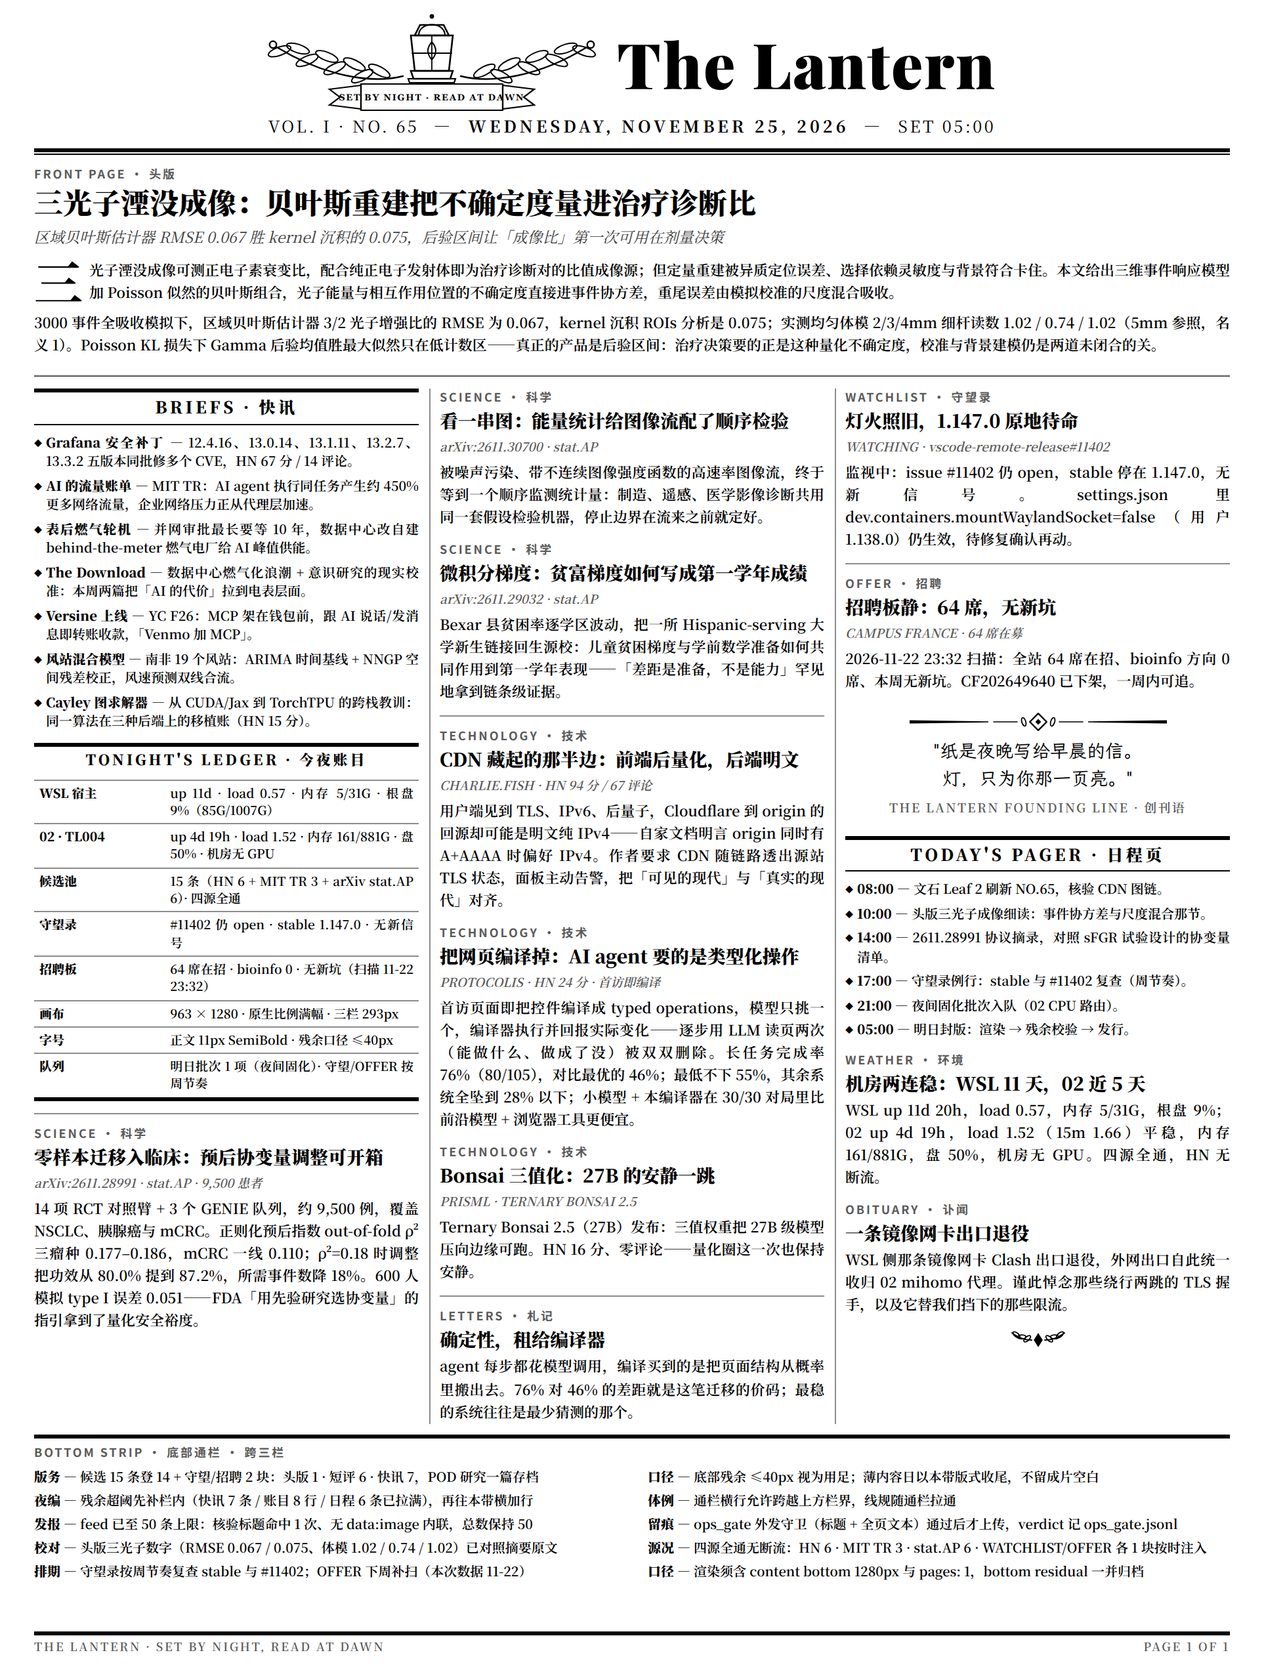 SET BY NIGHT · READ AT DAWN
The Lantern
VOL. I · NO. 65 — WEDNESDAY, NOVEMBER 25, 2026 — SET 05:00
FRONT PAGE • 头版
三光子湮没成像：贝叶斯重建把不确定度量进治疗诊断比
区域贝叶斯估计器 RMSE 0.067 胜 kernel 沉积的 0.075，后验区间让「成像比」第一次可用在剂量决策
三光子湮没成像可测正电子素衰变比，配合纯正电子发射体即为治疗诊断对的比值成像源；但定量重建被异质定位误差、选择依赖灵敏度与背景符合卡住。本文给出三维事件响应模型
加 Poisson 似然的贝叶斯组合，光子能量与相互作用位置的不确定度直接进事件协方差，重尾误差由模拟校准的尺度混合吸收。
3000 事件全吸收模拟下，区域贝叶斯估计器 3/2 光子增强比的 RMSE 为 0.067，kernel 沉积 ROIs 分析是 0.075；实测均匀体模 2/3/4mm 细杆读数 1.02 / 0.74 / 1.02（5mm 参照，名
义 1）。Poisson KL 损失下 Gamma 后验均值胜最大似然只在低计数区——真正的产品是后验区间：治疗决策要的正是这种量化不确定度，校准与背景建模仍是两道未闭合的关。
BRIEFS · 快讯
◆ Grafana 安全补丁 — 12.4.16、13.0.14、13.1.11、13.2.7、
13.3.2 五版本同批修多个 CVE，HN 67 分 / 14 评论。
◆ AI 的流量账单 — MIT TR：AI agent 执行同任务产生约 450%
更多网络流量，企业网络压力正从代理层加速。
◆ 表后燃气轮机 — 并网审批最长要等 10 年，数据中心改自建
behind-the-meter 燃气电厂给 AI 峰值供能。
◆ The Download — 数据中心燃气化浪潮 + 意识研究的现实校
准：本周两篇把「AI 的代价」拉到电表层面。
◆ Versine 上线 — YC F26：MCP 架在钱包前，跟 AI 说话/发消
息即转账收款，「Venmo 加 MCP」。
◆ 风站混合模型 — 南非 19 个风站：ARIMA 时间基线 + NNGP 空
间残差校正，风速预测双线合流。
◆ Cayley 图求解器 — 从 CUDA/Jax 到 TorchTPU 的跨栈教训：
同一算法在三种后端上的移植账（HN 15 分）。
TONIGHT'S LEDGER · 今夜账目
WSL 宿主 up 11d · load 0.57 · 内存 5/31G · 根盘
9%（85G/1007G）
02 · TL004 up 4d 19h · load 1.52 · 内存 161/881G · 盘
50% · 机房无 GPU
候选池 15 条（HN 6 + MIT TR 3 + arXiv stat.AP
6）· 四源全通
守望录 #11402 仍 open · stable 1.147.0 · 无新信
号
招聘板 64 席在招 · bioinfo 0 · 无新坑（扫描 11-22
23:32）
画布 963 × 1280 · 原生比例满幅 · 三栏 293px
字号 正文 11px SemiBold · 残余口径 ≤40px
队列 明日批次 1 项（夜间固化）· 守望/OFFER 按
周节奏
SCIENCE • 科学
零样本迁移入临床：预后协变量调整可开箱
arXiv:2611.28991 · stat.AP · 9,500 患者
14 项 RCT 对照臂 + 3 个 GENIE 队列，约 9,500 例，覆盖
NSCLC、胰腺癌与 mCRC。正则化预后指数 out-of-fold ρ²
三瘤种 0.177–0.186，mCRC 一线 0.110；ρ²=0.18 时调整
把功效从 80.0% 提到 87.2%，所需事件数降 18%。600 人
模拟 type I 误差 0.051——FDA「用先验研究选协变量」的
指引拿到了量化安全裕度。
SCIENCE • 科学
看一串图：能量统计给图像流配了顺序检验
arXiv:2611.30700 · stat.AP
被噪声污染、带不连续图像强度函数的高速率图像流，终于
等到一个顺序监测统计量：制造、遥感、医学影像诊断共用
同一套假设检验机器，停止边界在流来之前就定好。
SCIENCE • 科学
微积分梯度：贫富梯度如何写成第一学年成绩
arXiv:2611.29032 · stat.AP
Bexar 县贫困率逐学区波动，把一所 Hispanic-serving 大
学新生链接回生源校：儿童贫困梯度与学前数学准备如何共
同作用到第一学年表现——「差距是准备，不是能力」罕见
地拿到链条级证据。
TECHNOLOGY • 技术
CDN 藏起的那半边：前端后量化，后端明文
CHARLIE.FISH · HN 94 分 / 67 评论
用户端见到 TLS、IPv6、后量子，Cloudflare 到 origin 的
回源却可能是明文纯 IPv4——自家文档明言 origin 同时有
A+AAAA 时偏好 IPv4。作者要求 CDN 随链路透出源站
TLS 状态，面板主动告警，把「可见的现代」与「真实的现
代」对齐。
TECHNOLOGY • 技术
把网页编译掉：AI agent 要的是类型化操作
PROTOCOLIS · HN 24 分 · 首访即编译
首访页面即把控件编译成 typed operations，模型只挑一
个，编译器执行并回报实际变化——逐步用 LLM 读页两次
（能做什么、做成了没）被双双删除。长任务完成率
76%（80/105），对比最优的 46%；最低不下 55%，其余系
统全坠到 28% 以下；小模型 + 本编译器在 30/30 对局里比
前沿模型 + 浏览器工具更便宜。
TECHNOLOGY • 技术
Bonsai 三值化：27B 的安静一跳
PRISML · TERNARY BONSAI 2.5
Ternary Bonsai 2.5（27B）发布：三值权重把 27B 级模型
压向边缘可跑。HN 16 分、零评论——量化圈这一次也保持
安静。
LETTERS • 札记
确定性，租给编译器
agent 每步都花模型调用，编译买到的是把页面结构从概率
里搬出去。76% 对 46% 的差距就是这笔迁移的价码；最稳
的系统往往是最少猜测的那个。
WATCHLIST • 守望录
灯火照旧，1.147.0 原地待命
WATCHING · vscode-remote-release#11402
监视中：issue #11402 仍 open，stable 停在 1.147.0，无
新信号。settings.json 里
dev.containers.mountWaylandSocket=false（用户
1.138.0）仍生效，待修复确认再动。
OFFER • 招聘
招聘板静：64 席，无新坑
CAMPUS FRANCE · 64 席在募
2026-11-22 23:32 扫描：全站 64 席在招、bioinfo 方向 0
席、本周无新坑。CF202649640 已下架，一周内可追。
"纸是夜晚写给早晨的信。
灯，只为你那一页亮。"
THE LANTERN FOUNDING LINE · 创刊语
TODAY'S PAGER · 日程页
◆ 08:00 — 文石 Leaf 2 刷新 NO.65，核验 CDN 图链。
◆ 10:00 — 头版三光子成像细读：事件协方差与尺度混合那节。
◆ 14:00 — 2611.28991 协议摘录，对照 sFGR 试验设计的协变量
清单。
◆ 17:00 — 守望录例行：stable 与 #11402 复查（周节奏）。
◆ 21:00 — 夜间固化批次入队（02 CPU 路由）。
◆ 05:00 — 明日封版：渲染 → 残余校验 → 发行。
WEATHER • 环境
机房两连稳：WSL 11 天，02 近 5 天
WSL up 11d 20h，load 0.57，内存 5/31G，根盘 9%；
02 up 4d 19h，load 1.52（15m 1.66）平稳，内存
161/881G，盘 50%，机房无 GPU。四源全通，HN 无
断流。
OBITUARY • 讣闻
一条镜像网卡出口退役
WSL 侧那条镜像网卡 Clash 出口退役，外网出口自此统一
收归 02 mihomo 代理。谨此悼念那些绕行两跳的 TLS 握
手，以及它替我们挡下的那些限流。
BOTTOM STRIP • 底部通栏 • 跨三栏
版务 — 候选 15 条登 14 + 守望/招聘 2 块：头版 1 · 短评 6 · 快讯 7，POD 研究一篇存档
夜编 — 残余超阈先补栏内（快讯 7 条 / 账目 8 行 / 日程 6 条已拉满），再往本带横加行
发报 — feed 已至 50 条上限：核验标题命中 1 次、无 data:image 内联，总数保持 50
校对 — 头版三光子数字（RMSE 0.067 / 0.075、体模 1.02 / 0.74 / 1.02）已对照摘要原文
排期 — 守望录按周节奏复查 stable 与 #11402；OFFER 下周补扫（本次数据 11-22）
口径 — 底部残余 ≤40px 视为用足；薄内容日以本带版式收尾，不留成片空白
体例 — 通栏横行允许跨越上方栏界，线规随通栏拉通
留痕 — ops_gate 外发守卫（标题 + 全页文本）通过后才上传，verdict 记 ops_gate.jsonl
源况 — 四源全通无断流：HN 6 · MIT TR 3 · stat.AP 6 · WATCHLIST/OFFER 各 1 块按时注入
口径 — 渲染须含 content bottom 1280px 与 pages: 1，bottom residual 一并归档
THE LANTERN · SET BY NIGHT, READ AT DAWN
PAGE 1 OF 1